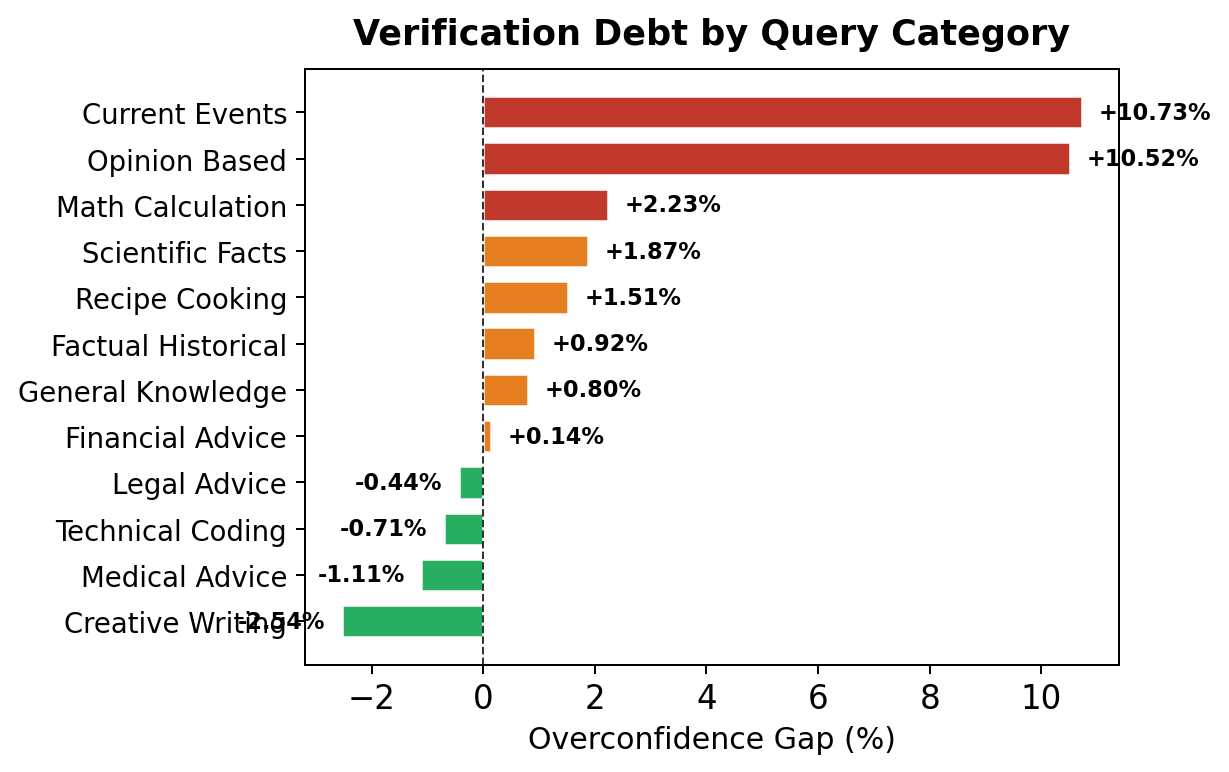 Verification Debt by Query Category
Current Events +10.73%
Opinion Based +10.52%
Math Calculation +2.23%
Scientific Facts +1.87%
Recipe Cooking +1.51%
Factual Historical +0.92%
General Knowledge +0.80%
Financial Advice +0.14%
Legal Advice -0.44%
Technical Coding -0.71%
Medical Advice -1.11%
Creative Writing -2.54%
−2 0 2 4 6 8 10
Overconfidence Gap (%)